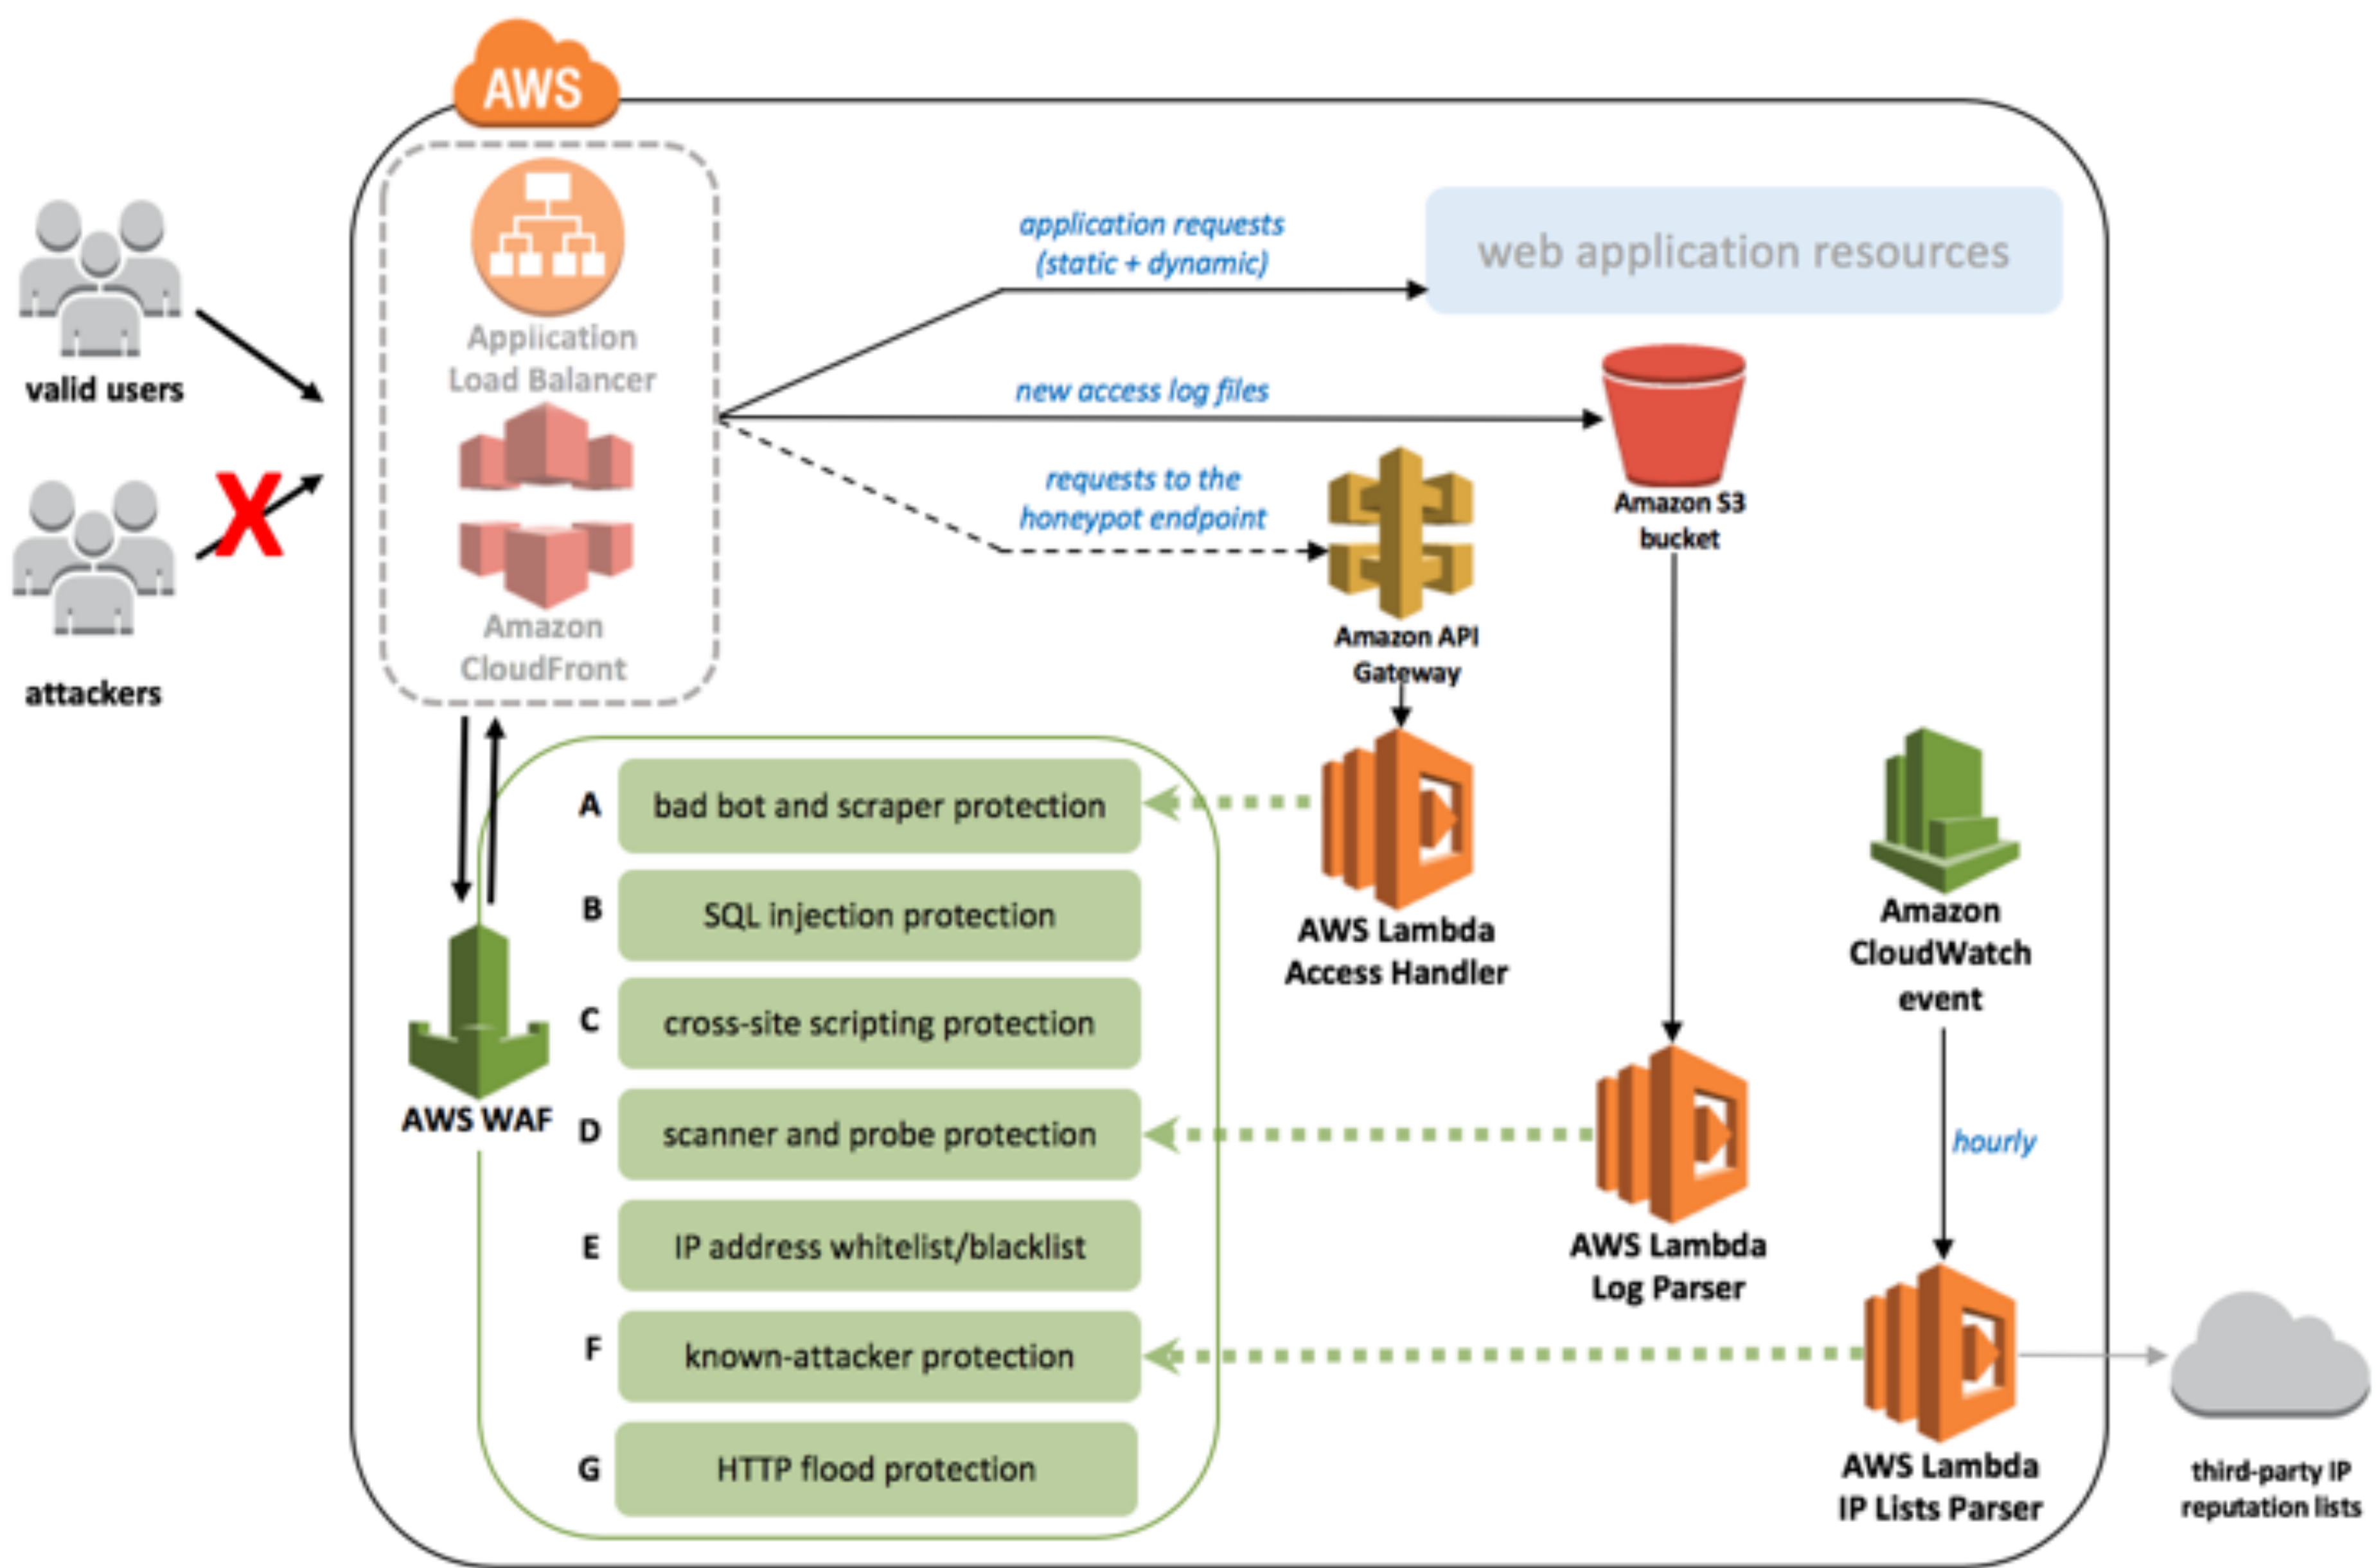 AWS
valid users
attackers
Application
Load Balancer
Amazon
CloudFront
application requests
(static + dynamic)
web application resources
new access log files
Amazon S3
bucket
requests to the
honeypot endpoint
Amazon API
Gateway
AWS Lambda
Access Handler
Amazon
CloudWatch
event
hourly
AWS WAF
A
bad bot and scraper protection
B
SQL injection protection
C
cross-site scripting protection
D
scanner and probe protection
E
IP address whitelist/blacklist
F
known-attacker protection
G
HTTP flood protection
AWS Lambda
Log Parser
AWS Lambda
IP Lists Parser
third-party IP
reputation lists